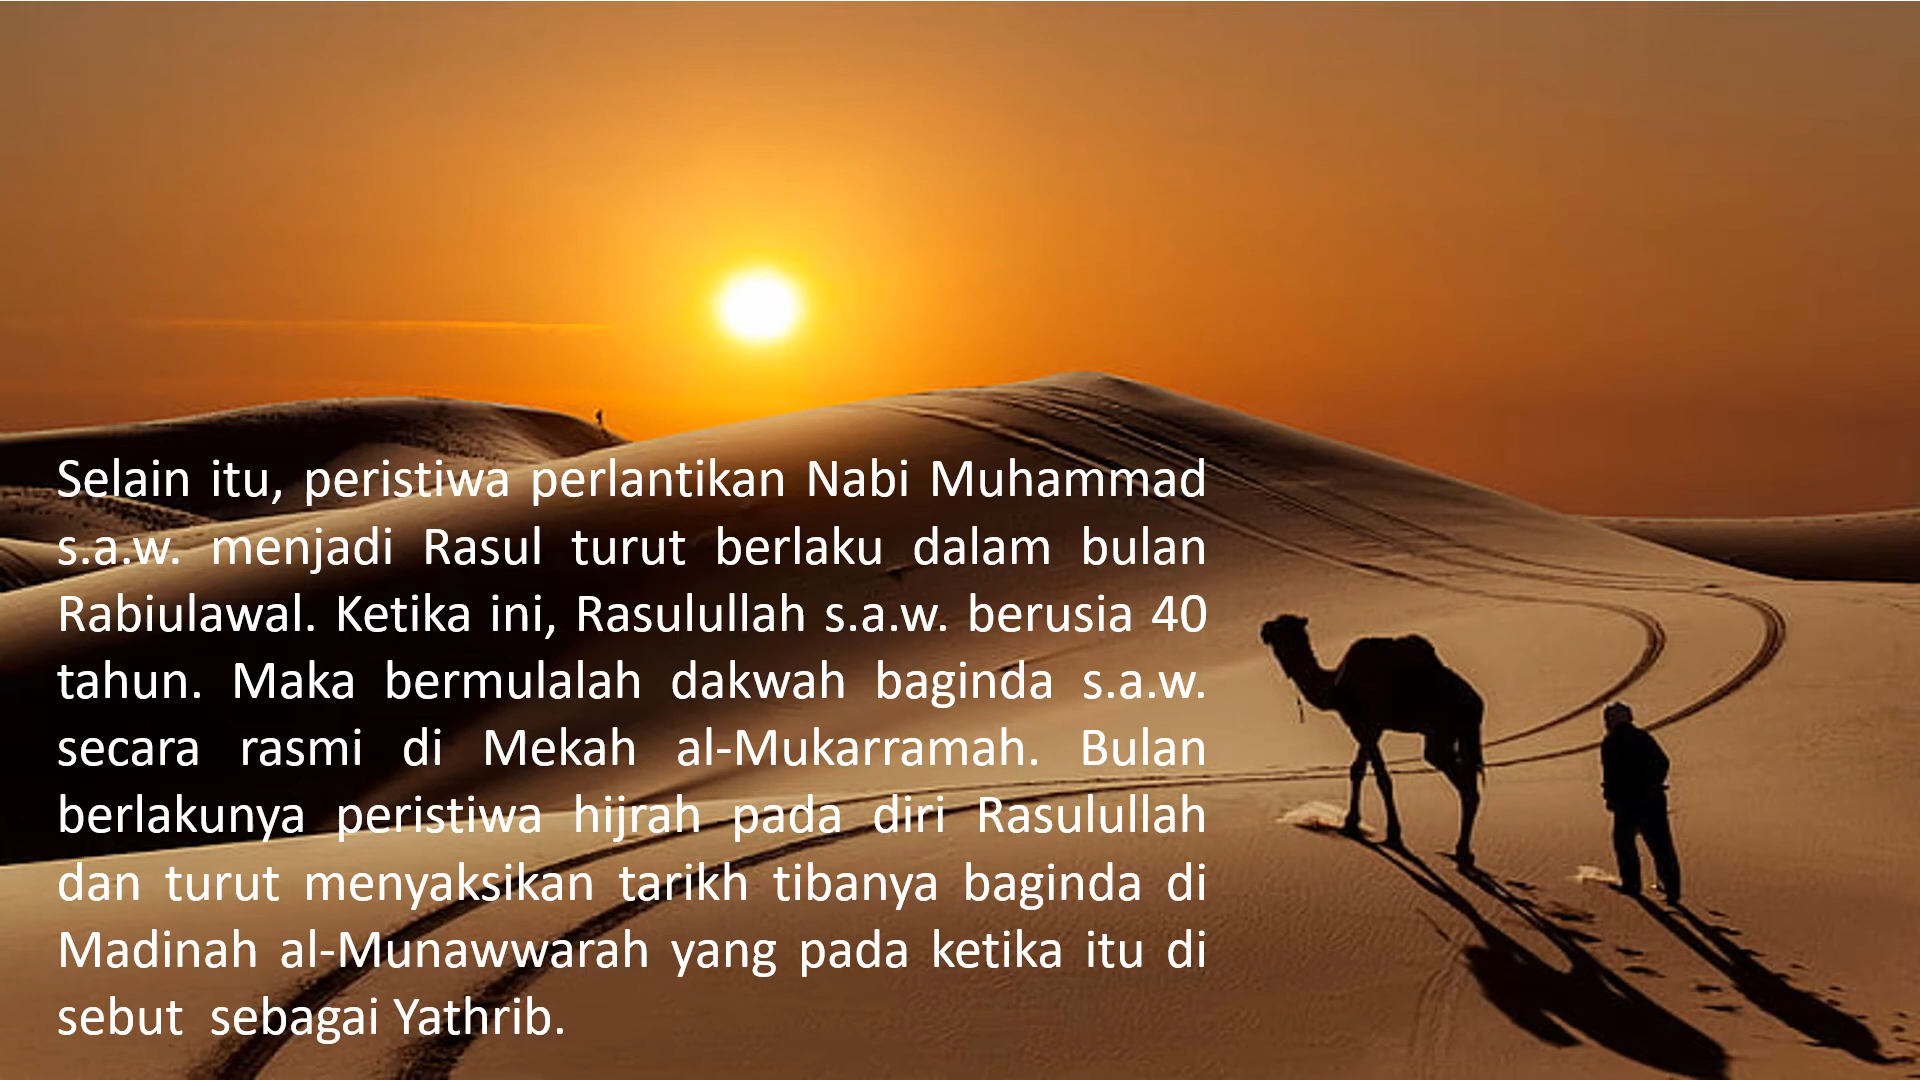 Selain itu, peristiwa perlantikan Nabi Muhammad
s.a.w. menjadi Rasul turut berlaku dalam bulan
Rabiulawal. Ketika ini, Rasulullah s.a.w. berusia 40
tahun. Maka bermulalah dakwah baginda s.a.w.
secara rasmi di Mekah al-Mukarramah. Bulan
berlakunya peristiwa hijrah pada diri Rasulullah
dan turut menyaksikan tarikh tibanya baginda di
Madinah al-Munawwarah yang pada ketika itu di
sebut  sebagai Yathrib.